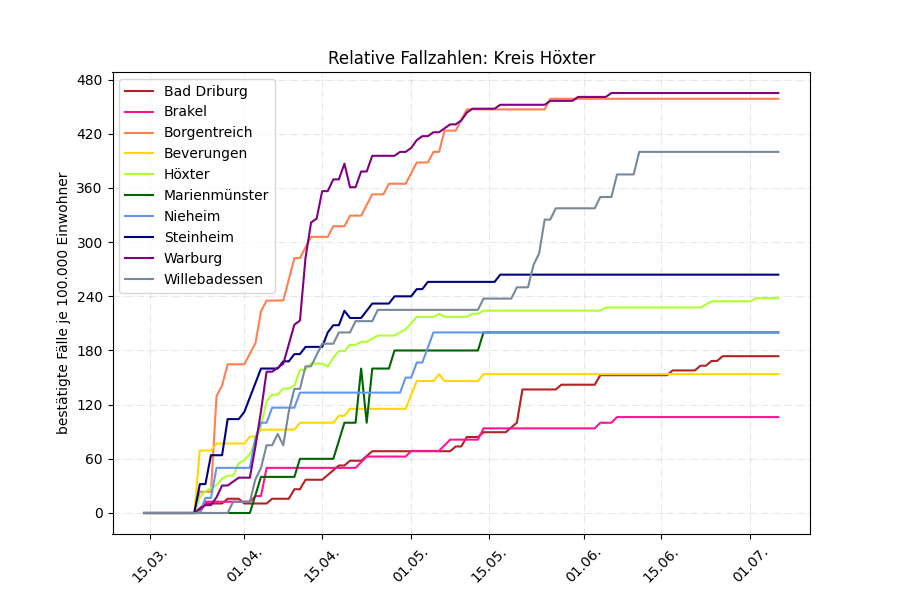 Relative Fallzahlen: Kreis Höxter
bestätigte Fälle je 100.000 Einwohner
480
420
360
300
240
180
120
60
0
Bad Driburg
Brakel
Borgentreich
Beverungen
Höxter
Marienmünster
Nieheim
Steinheim
Warburg
Willebadessen
15.03.
01.04.
15.04.
01.05.
15.05.
01.06.
15.06.
01.07.